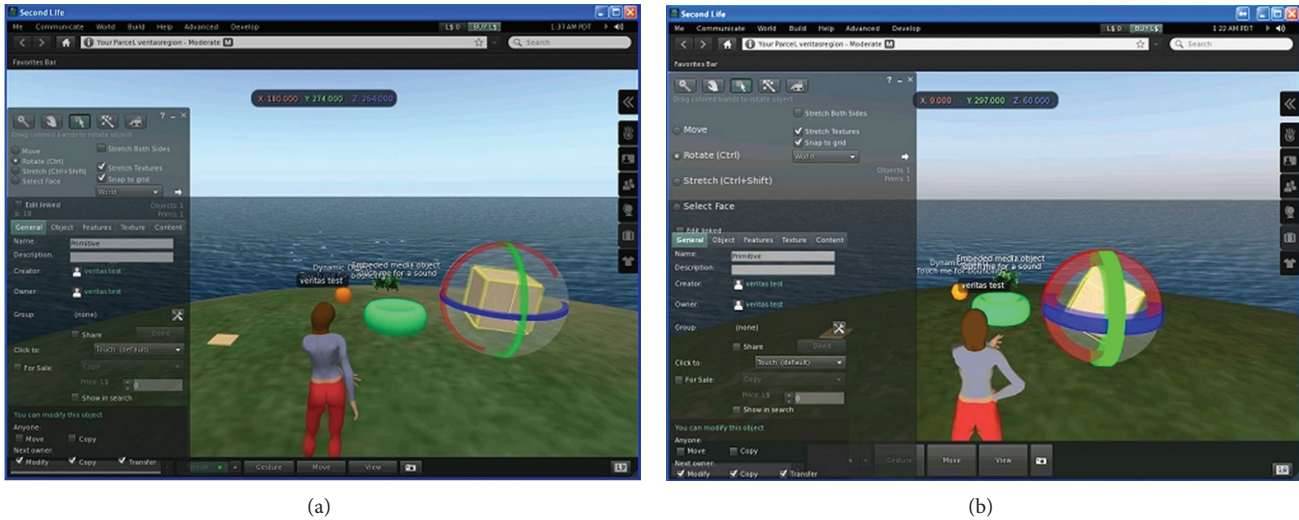 Second Life
Me Communicate World Build Help Advanced Develop
L$ 0 BUY L$ 1:37 AM PDT
Your Parcel, veritasregion - Moderate M
Search
Favorites Bar
X: 180.000 Y: 274.000 Z: 264.000
Drag colored bands to rotate object
Move
Rotate (Ctrl)
Stretch (Ctrl+Shift)
Select Face
Stretch Both Sides
Stretch Textures
Snap to grid
World
Edit linked
Objects: 1
Prims: 1
General Object Features Texture Content
Name: Primitive
Description:
Creator: veritas test
Owner: veritas test
Group: (none)
Share Deed
Click to: Touch (default)
For Sale: Copy
Price: L$ 0
Show in search
You can modify this object
Anyone:
Move Copy
Next owner:
Modify Copy Transfer
Embeded media object
touch me for a sound
veritas test
Gesture Move View
19
(a)
Second Life
Me Communicate World Build Help Advanced Develop
L$ 0 BUY L$ 1:22 AM PDT
Your Parcel, veritasregion - Moderate M
Search
Favorites Bar
X: 0.000 Y: 297.000 Z: 60.000
Drag colored bands to rotate object
Move
Rotate (Ctrl)
Stretch (Ctrl+Shift)
Select Face
Stretch Both Sides
Stretch Textures
Snap to grid
World
Objects: 1
Prims: 1
Edit linked
General Object Features Texture Content
Name: Primitive
Description:
Creator: veritas test
Owner: veritas test
Group: (none)
Share Deed
Click to: Touch (default)
For Sale: Copy
Price: L$ 0
Show in search
You can modify this object
Anyone:
Move Copy
Next owner:
Modify Copy Transfer
Embeded media object
Touch me for
me for a sound
veritas test
Gesture Move View
19
(b)